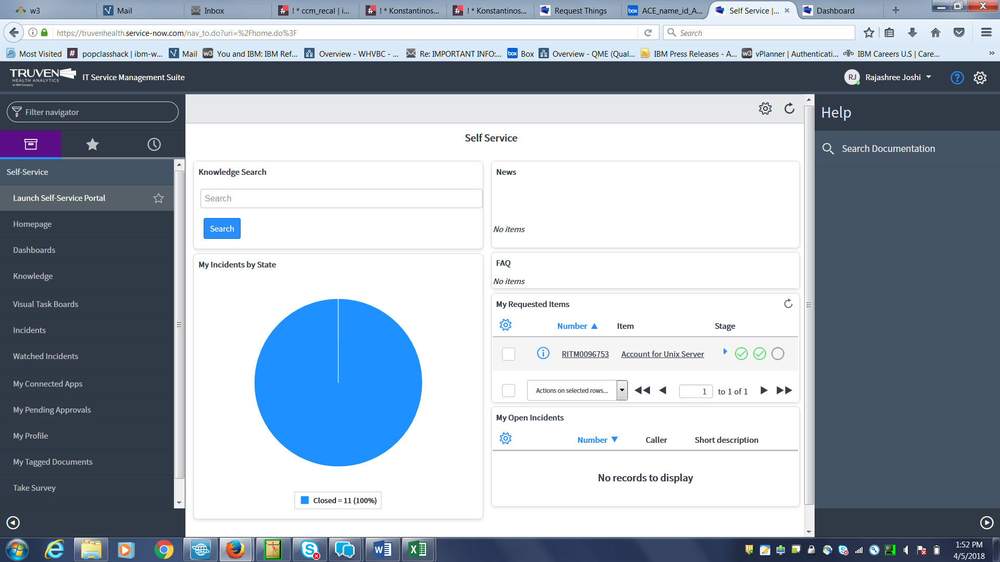 w3
Mail
Inbox
! * ccm_recal | i...
! * Konstantinos...
! * Konstantinos...
Request Things
ACE_name_id_A...
Self Service |...
Dashboard
https://truvenhealth.service-now.com/nav_to.do?uri=%2Fhome.do%3F
Search
Most Visited
popclasshack | ibm-w...
Mail
You and IBM: IBM Ref...
Overview - WHVBC - ...
Re: IMPORTANT INFO:...
Box
Overview - QME (Qual...
IBM Press Releases - A...
vPlanner | Authenticati...
IBM Careers U.S | Care...
TRUVEN
HEALTH ANALYTICS
an IBM Company
IT Service Management Suite
RJ
Rajashree Joshi
Filter navigator
Self-Service
Launch Self-Service Portal
Homepage
Dashboards
Knowledge
Visual Task Boards
Incidents
Watched Incidents
My Connected Apps
My Pending Approvals
My Profile
My Tagged Documents
Take Survey
Self Service
Knowledge Search
Search
Search
My Incidents by State
Closed = 11 (100%)
News
No items
FAQ
No items
My Requested Items
Number Item Stage
RITM0096753 Account for Unix Server
Actions on selected rows... 1 to 1 of 1
My Open Incidents
Number Caller Short description
No records to display
Help
Search Documentation
1:52 PM
4/5/2018